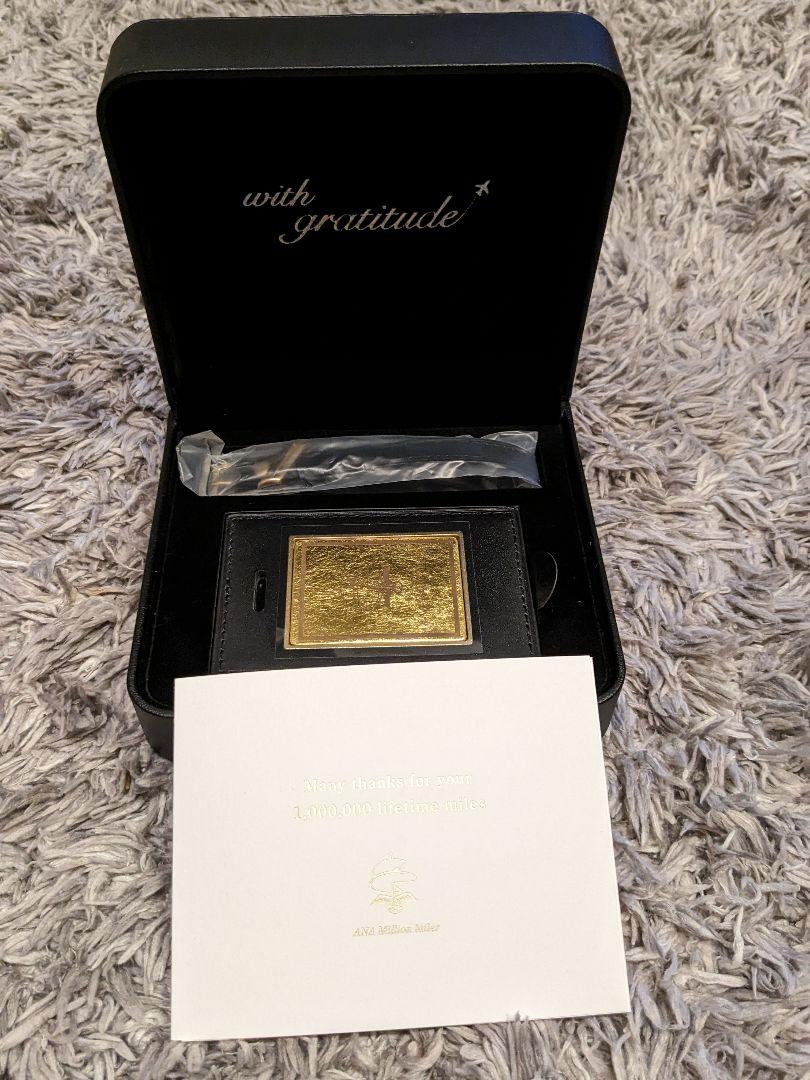 with
gratitude
Many thanks for your
1,000,000 lifetime miles
ANA Million Miler